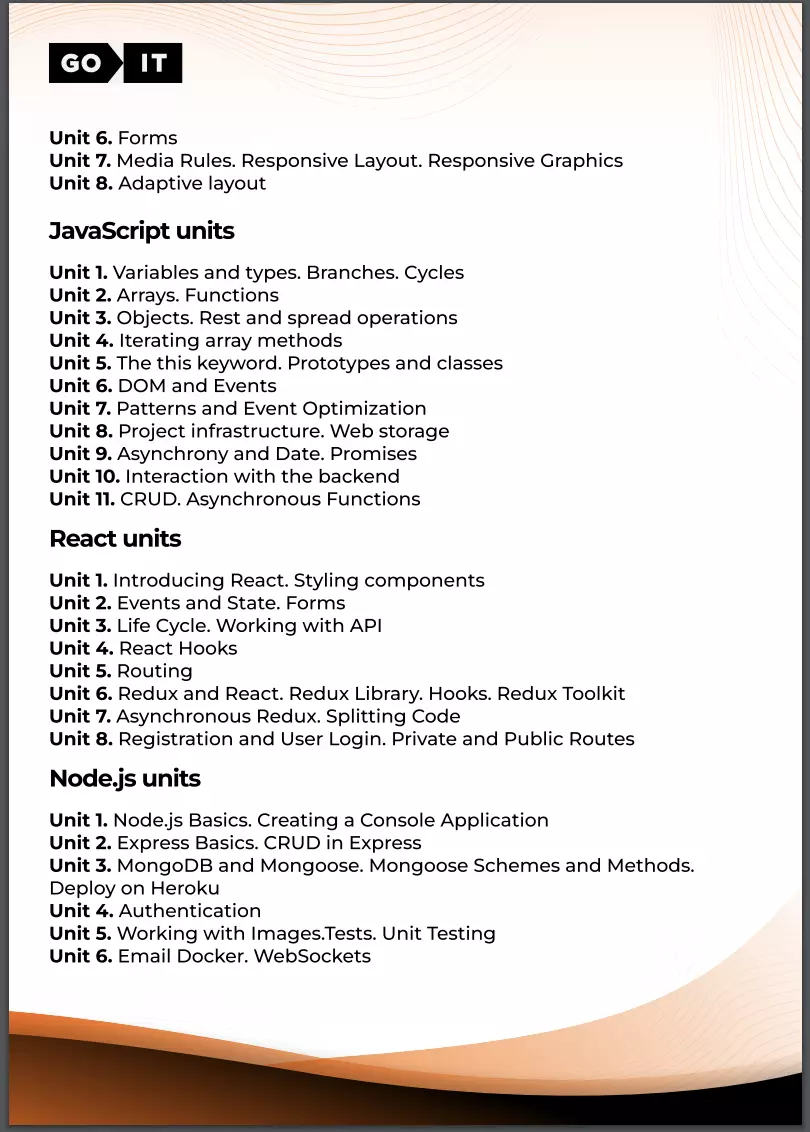 GO IT
Unit 6. Forms
Unit 7. Media Rules. Responsive Layout. Responsive Graphics
Unit 8. Adaptive layout
JavaScript units
Unit 1. Variables and types. Branches. Cycles
Unit 2. Arrays. Functions
Unit 3. Objects. Rest and spread operations
Unit 4. Iterating array methods
Unit 5. The this keyword. Prototypes and classes
Unit 6. DOM and Events
Unit 7. Patterns and Event Optimization
Unit 8. Project infrastructure. Web storage
Unit 9. Asynchrony and Date. Promises
Unit 10. Interaction with the backend
Unit 11. CRUD. Asynchronous Functions
React units
Unit 1. Introducing React. Styling components
Unit 2. Events and State. Forms
Unit 3. Life Cycle. Working with API
Unit 4. React Hooks
Unit 5. Routing
Unit 6. Redux and React. Redux Library. Hooks. Redux Toolkit
Unit 7. Asynchronous Redux. Splitting Code
Unit 8. Registration and User Login. Private and Public Routes
Node.js units
Unit 1. Node.js Basics. Creating a Console Application
Unit 2. Express Basics. CRUD in Express
Unit 3. MongoDB and Mongoose. Mongoose Schemes and Methods.
Deploy on Heroku
Unit 4. Authentication
Unit 5. Working with Images.Tests. Unit Testing
Unit 6. Email Docker. WebSockets